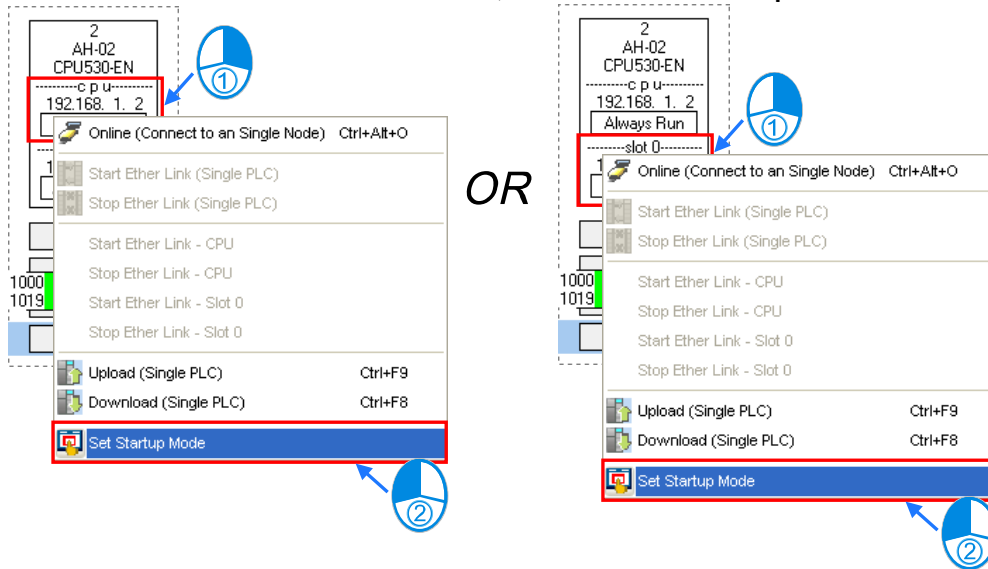 2
AH-02
CPU530-EN
---------c p u---------
192.168. 1. 2
1
①
Online (Connect to an Single Node) Ctrl+Alt+O
Start Ether Link (Single PLC)
Stop Ether Link (Single PLC)
Start Ether Link - CPU
Stop Ether Link - CPU
Start Ether Link - Slot 0
Stop Ether Link - Slot 0
1000
1019
Upload (Single PLC) Ctrl+F9
Download (Single PLC) Ctrl+F8
Set Startup Mode
②
OR
2
AH-02
CPU530-EN
---------c p u---------
192.168. 1. 2
Always Run
---------slot 0---------
1
①
Online (Connect to an Single Node) Ctrl+Alt+O
Start Ether Link (Single PLC)
Stop Ether Link (Single PLC)
Start Ether Link - CPU
Stop Ether Link - CPU
Start Ether Link - Slot 0
Stop Ether Link - Slot 0
1000
1019
Upload (Single PLC) Ctrl+F9
Download (Single PLC) Ctrl+F8
Set Startup Mode
②